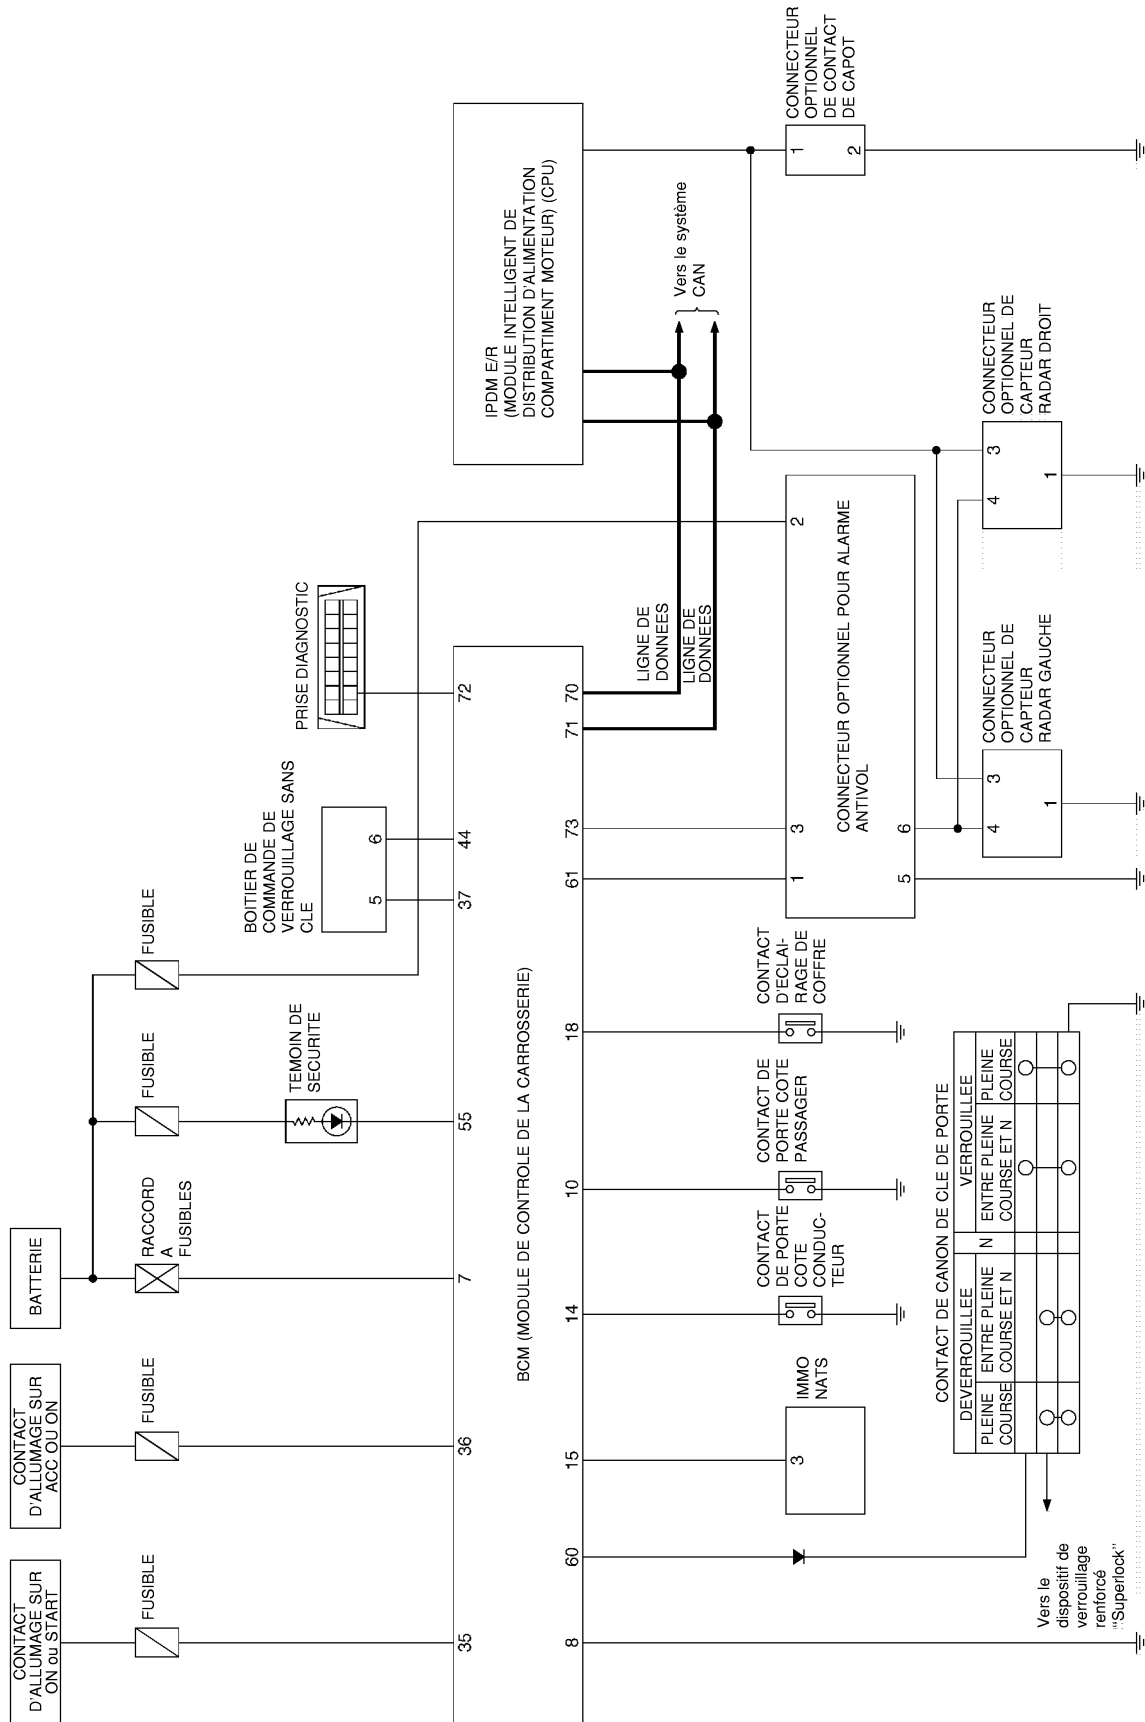 CONTACT
D'ALLUMAGE SUR
ON ou START
CONTACT
D'ALLUMAGE SUR
ACC OU ON
BATTERIE
FUSIBLE
FUSIBLE
RACCORD
A
FUSIBLES
FUSIBLE
FUSIBLE
TEMOIN DE
SECURITE
BOITIER DE
COMMANDE DE
VERROUILLAGE SANS
CLE
5
6
PRISE DIAGNOSTIC
35
36
7
55
37
44
72
BCM (MODULE DE CONTROLE DE LA CARROSSERIE)
8
60
15
14
10
18
61
73
71
70
IPDM E/R
(MODULE INTELLIGENT DE
DISTRIBUTION D'ALIMENTATION
COMPARTIMENT MOTEUR) (CPU)
LIGNE DE
DONNEES
LIGNE DE
DONNEES
Vers le système
CAN
IMMO
NATS
3
CONTACT
DE PORTE
COTE
CONDUC-
TEUR
CONTACT DE
PORTE COTE
PASSAGER
CONTACT
D'ECLAI-
RAGE DE
COFFRE
1
3
2
CONNECTEUR OPTIONNEL POUR ALARME
ANTIVOL
5
6
CONNECTEUR
OPTIONNEL
DE CONTACT
DE CAPOT
1
2
CONTACT DE CANON DE CLE DE PORTE
DEVERROUILLEE
N
VERROUILLEE
PLEINE
COURSE
ENTRE PLEINE
COURSE ET N
ENTRE PLEINE
COURSE ET N
PLEINE
COURSE
Vers le
dispositif de
verrouillage
renforcé
"Superlock"
CONNECTEUR
OPTIONNEL DE
CAPTEUR
RADAR GAUCHE
4
3
1
CONNECTEUR
OPTIONNEL DE
CAPTEUR
RADAR DROIT
4
3
1